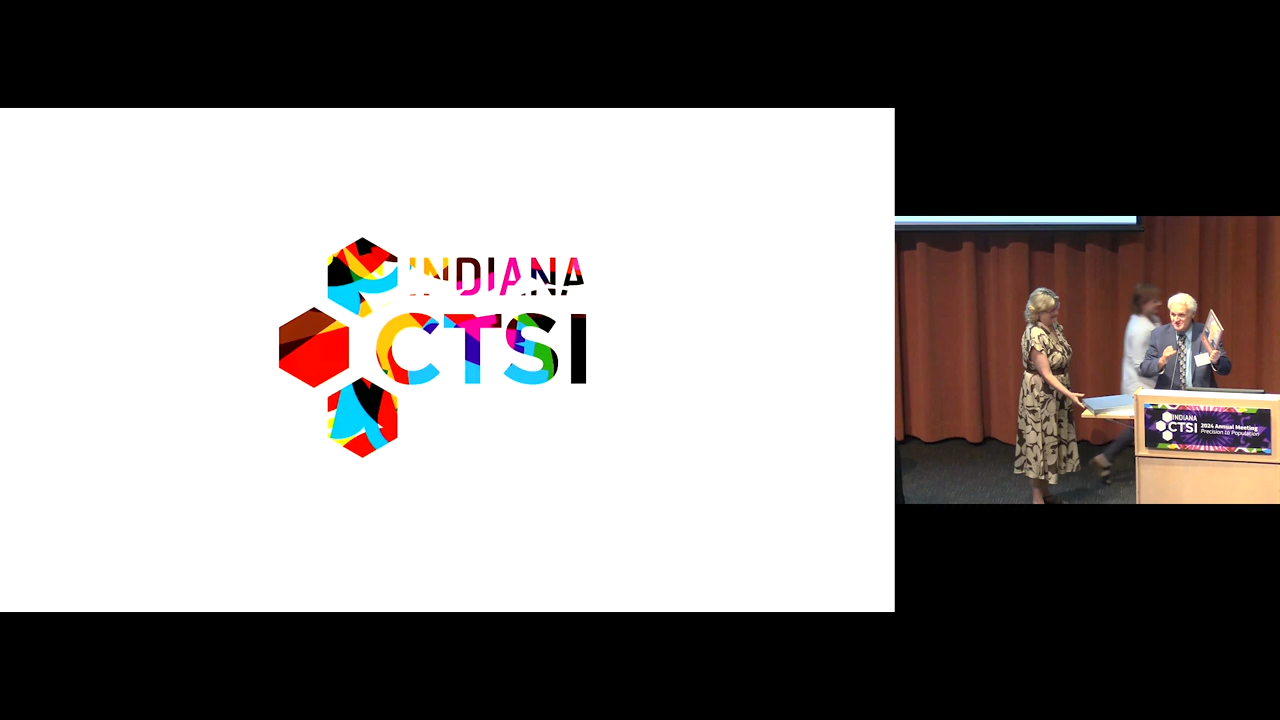 INDIANA
CTSI
INDIANA
CTSI
2024 Annual Meeting
Precision to Population